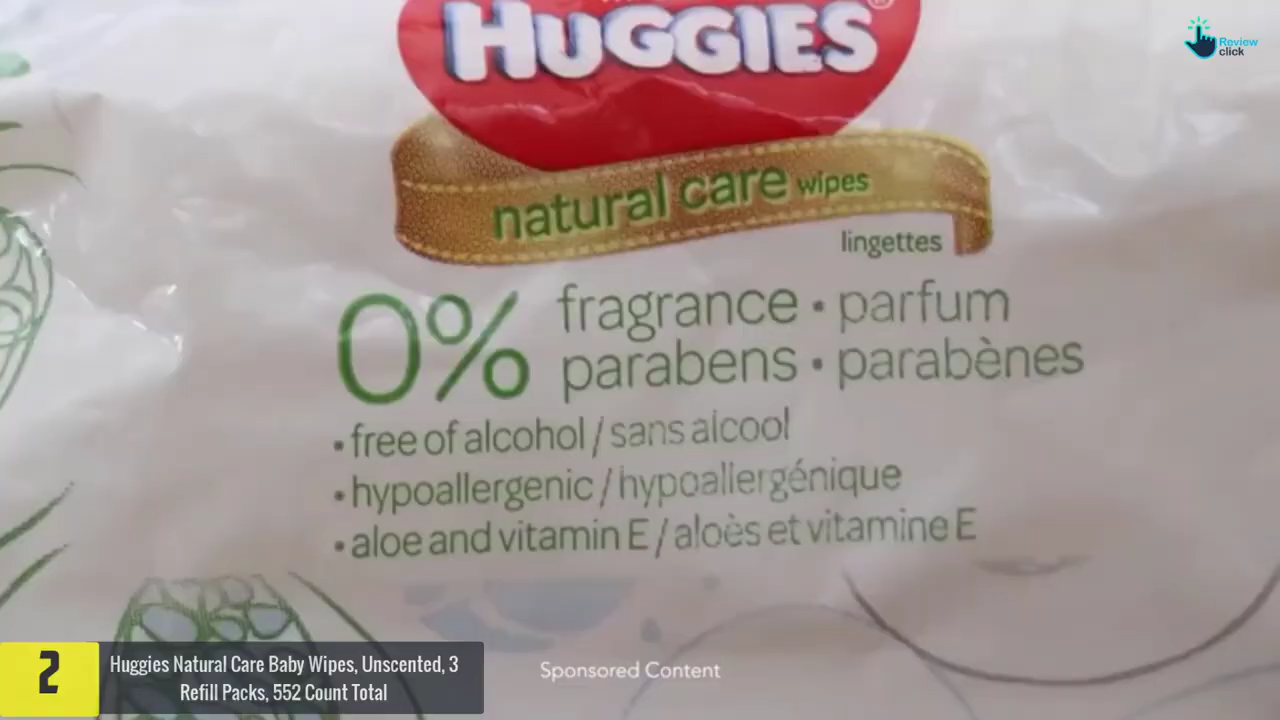 HUGGIES®
Review
click
natural care wipes
lingettes
0% fragrance • parfum
parabens • parabènes
• free of alcohol / sans alcool
• hypoallergenic / hypoallergénique
• aloe and vitamin E / aloès et vitamine E
2
Huggies Natural Care Baby Wipes, Unscented, 3
Refill Packs, 552 Count Total
Sponsored Content